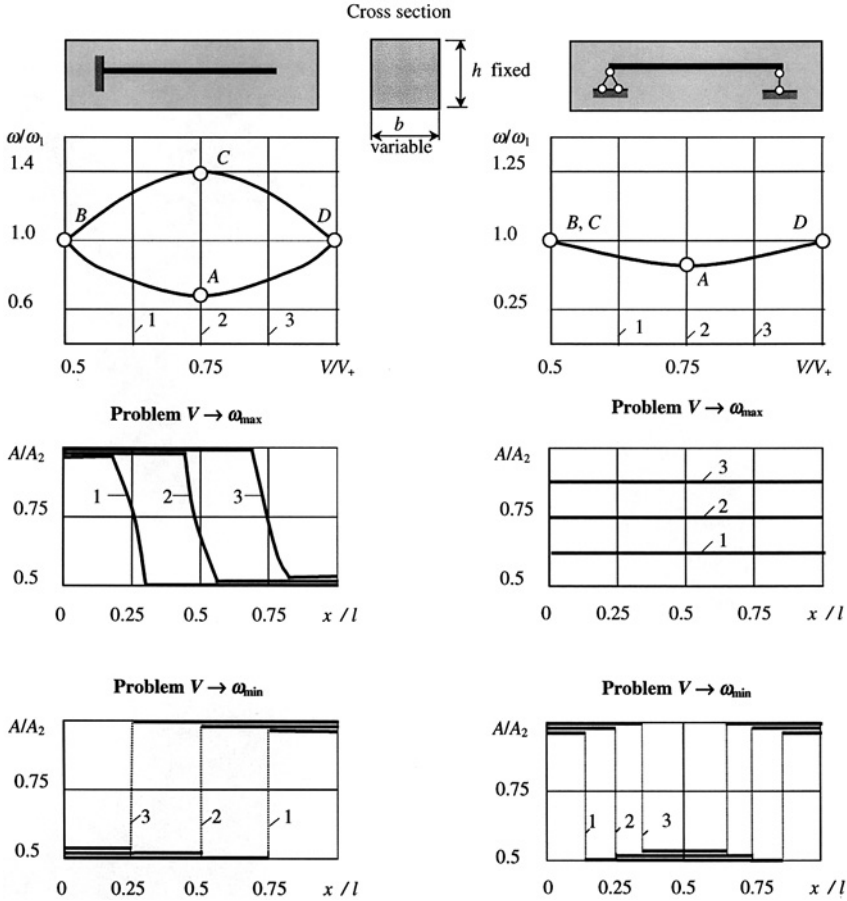 Cross section
h fixed
b
variable
ω/ω₁
1.4
1.0
0.6
B
C
D
A
1
2
3
0.5
0.75
V/V₊
ω/ω₁
1.25
1.0
0.25
B, C
D
A
1
2
3
0.5
0.75
V/V₊
Problem V → ωmax
A/A₂
0.75
0.5
1
2
3
0
0.25
0.5
0.75
x / l
Problem V → ωmax
A/A₂
0.75
0.5
3
2
1
0
0.25
0.5
0.75
x / l
Problem V → ωmin
A/A₂
0.75
0.5
3
2
1
0
0.25
0.5
0.75
x / l
Problem V → ωmin
A/A₂
0.75
0.5
1
2
3
0
0.25
0.5
0.75
x / l